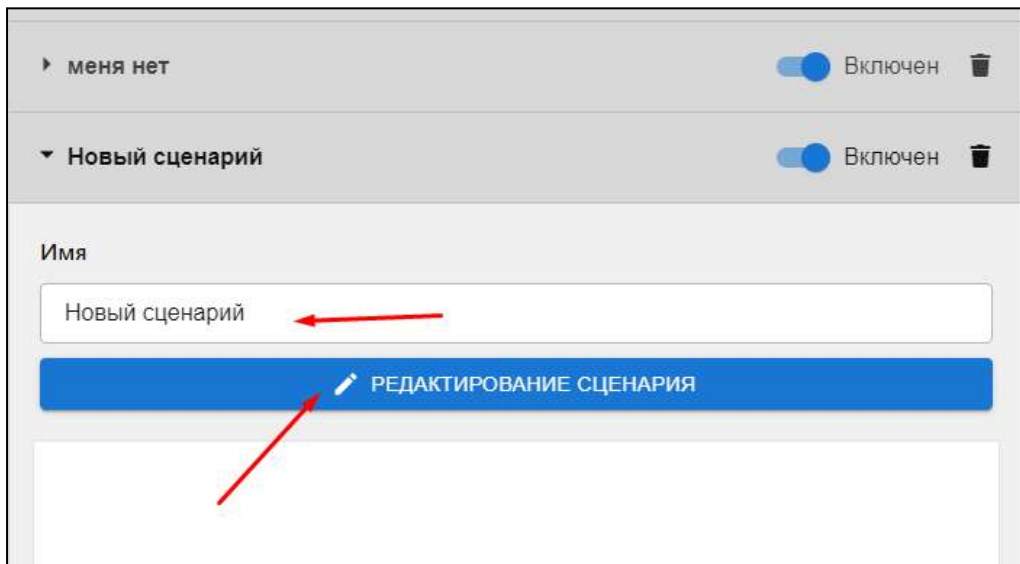 меня нет Включен
Новый сценарий Включен
Имя
Новый сценарий
РЕДАКТИРОВАНИЕ СЦЕНАРИЯ